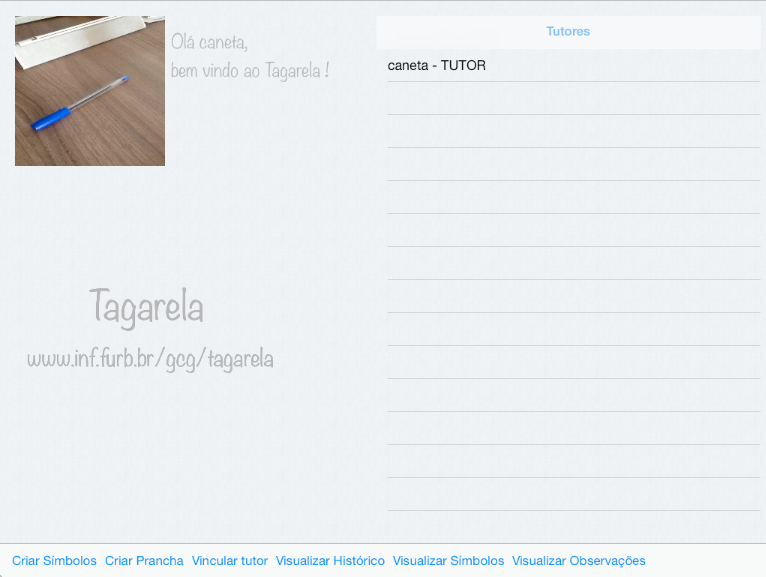 Olá caneta,
bem vindo ao Tagarela !
Tagarela
www.inf.furb.br/gcg/tagarela
Tutores
caneta - TUTOR
Criar Símbolos Criar Prancha Vincular tutor Visualizar Histórico Visualizar Símbolos Visualizar Observações